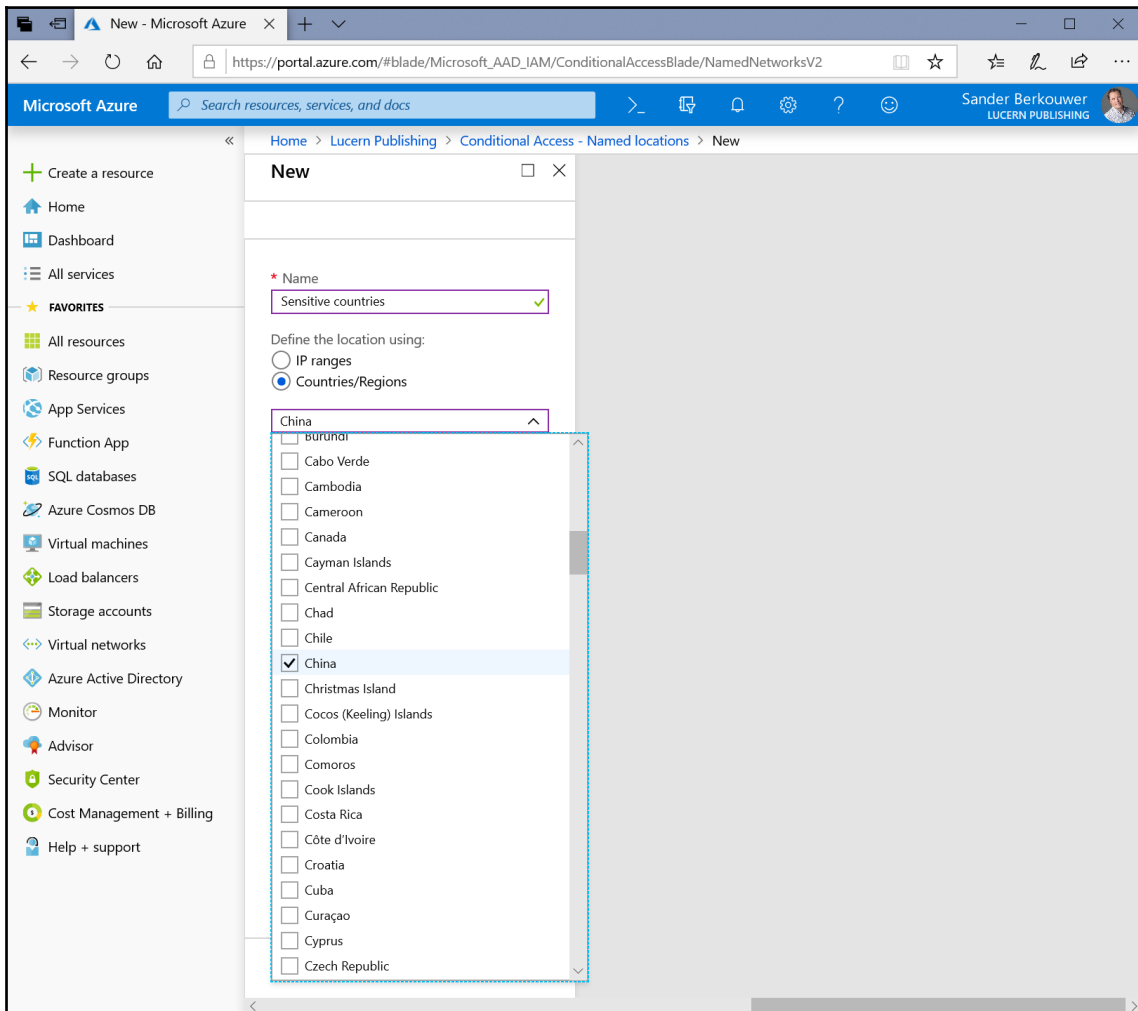 New - Microsoft Azure
https://portal.azure.com/#blade/Microsoft_AAD_IAM/ConditionalAccessBlade/NamedNetworksV2
Microsoft Azure
Search resources, services, and docs
Sander Berkouwer
LUCERN PUBLISHING
Home > Lucern Publishing > Conditional Access - Named locations > New
Create a resource
Home
Dashboard
All services
FAVORITES
All resources
Resource groups
App Services
Function App
SQL databases
Azure Cosmos DB
Virtual machines
Load balancers
Storage accounts
Virtual networks
Azure Active Directory
Monitor
Advisor
Security Center
Cost Management + Billing
Help + support
New
* Name
Sensitive countries
Define the location using:
IP ranges
Countries/Regions
China
Burundi
Cabo Verde
Cambodia
Cameroon
Canada
Cayman Islands
Central African Republic
Chad
Chile
China
Christmas Island
Cocos (Keeling) Islands
Colombia
Comoros
Cook Islands
Costa Rica
Côte d'Ivoire
Croatia
Cuba
Curaçao
Cyprus
Czech Republic